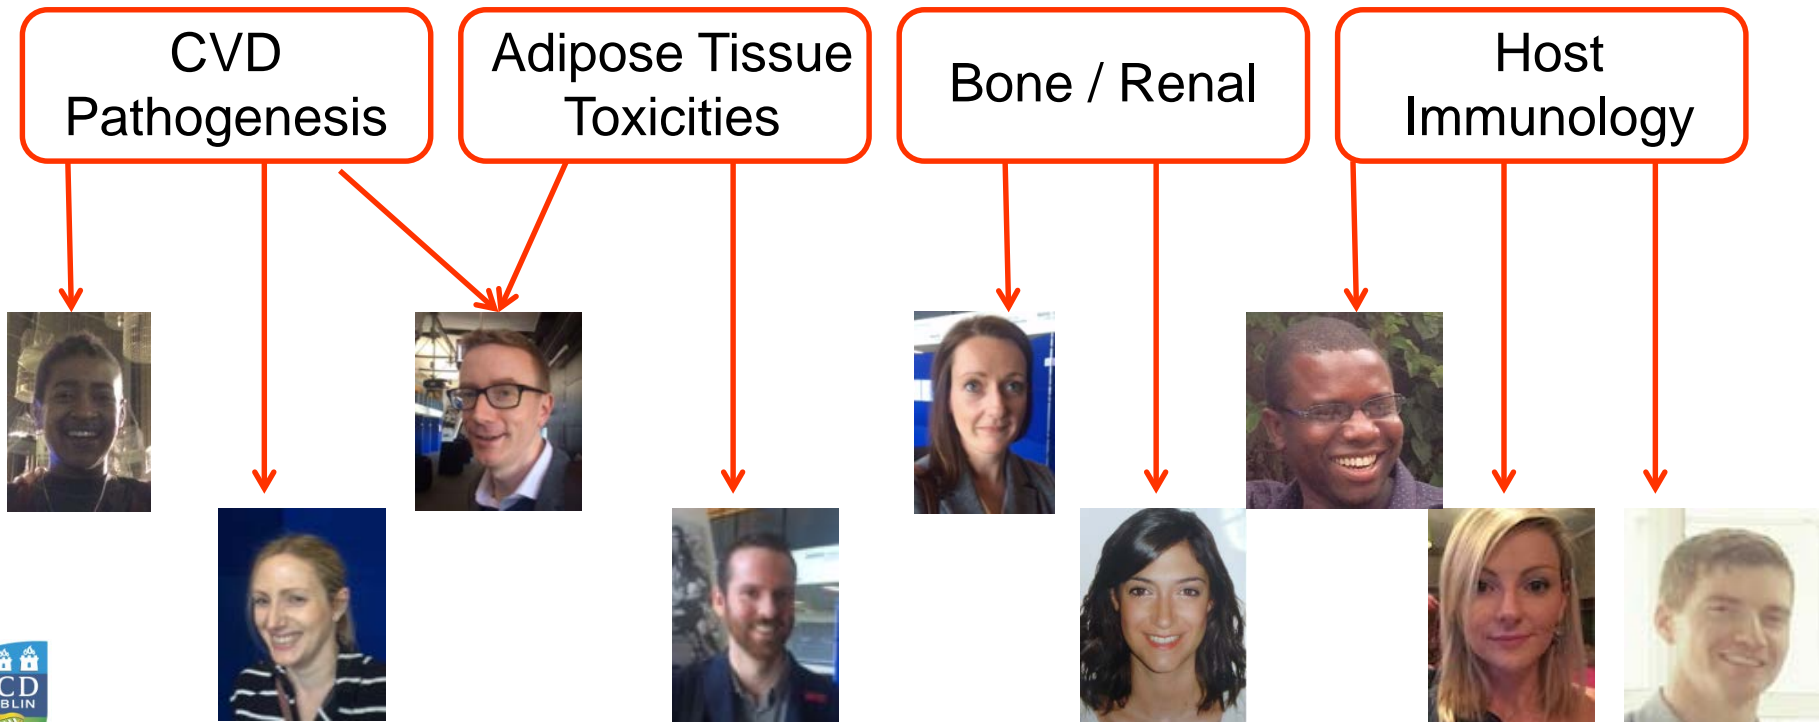 CVD
Pathogenesis
Adipose Tissue
Toxicities
Bone / Renal
Host
Immunology